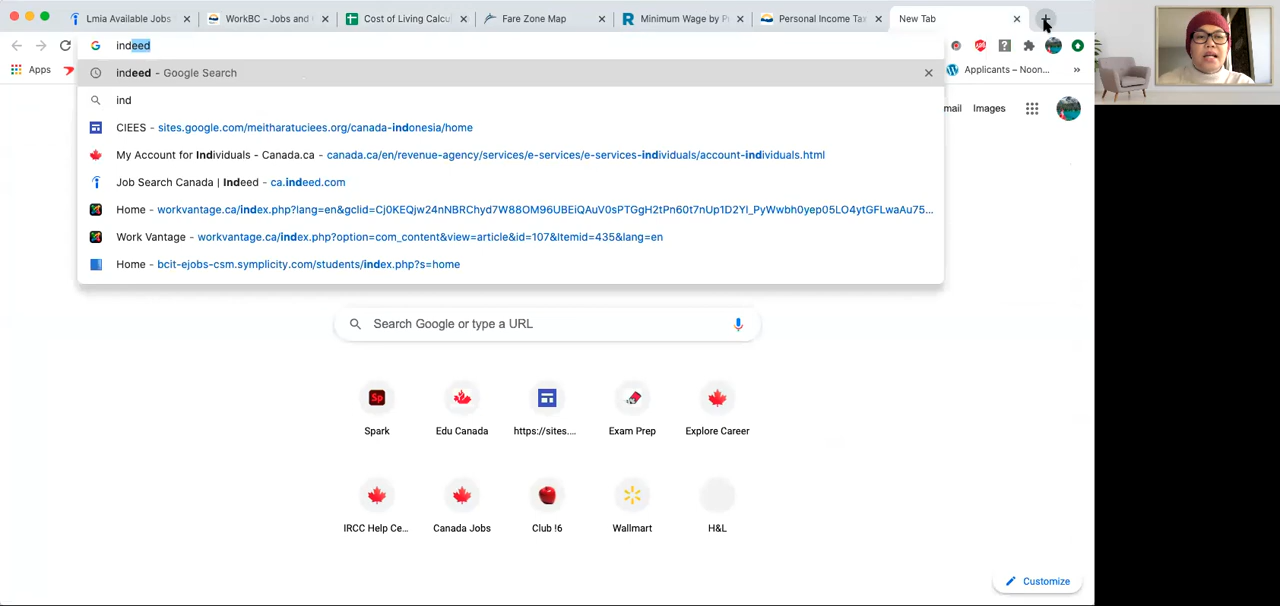 Lmia Available Jobs
WorkBC - Jobs and
Cost of Living Calcu
Fare Zone Map
Minimum Wage by P
Personal Income Tax
New Tab
indeed
Applicants – Noon...
»
Apps
indeed – Google Search
ind
CIEES – sites.google.com/meitharatuciees.org/canada-indonesia/home
My Account for Individuals - Canada.ca – canada.ca/en/revenue-agency/services/e-services/e-services-individuals/account-individuals.html
Job Search Canada | Indeed – ca.indeed.com
Home – workvantage.ca/index.php?lang=en&gclid=Cj0KEQjw24nNBRChyd7W88OM96UBEiQAuV0sPTGgH2tPn60t7nUp1D2Yl_PyWwbh0yep05LO4ytGFLwaAu75...
Work Vantage – workvantage.ca/index.php?option=com_content&view=article&id=107&Itemid=435&lang=en
Home – bcit-ejobs-csm.symplicity.com/students/index.php?s=home
mail
Images
Search Google or type a URL
Spark
Edu Canada
https://sites....
Exam Prep
Explore Career
IRCC Help Ce...
Canada Jobs
Club !6
Wallmart
H&L
Customize